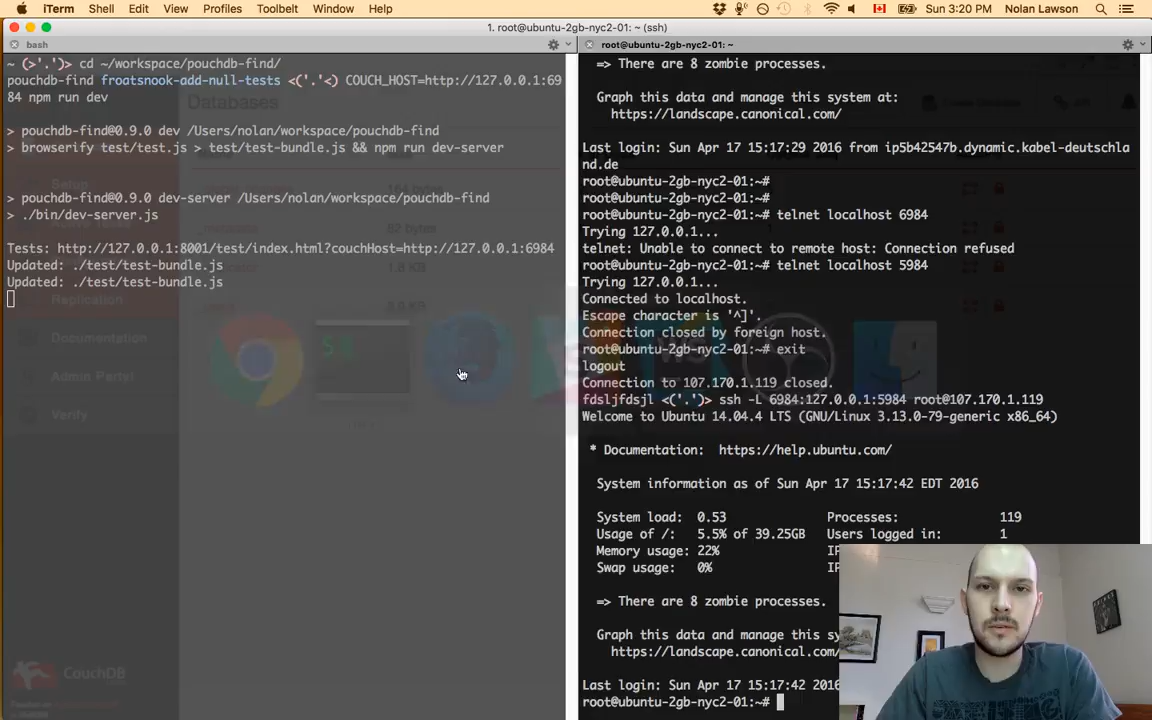 iTerm Shell Edit View Profiles Toolbelt Window Help Sun 3:20 PM Nolan Lawson
1. root@ubuntu-2gb-nyc2-01: ~ (ssh)
bash
~ (>'.'>) cd ~/workspace/pouchdb-find/
pouchdb-find froatsnook-add-null-tests <('.'<) COUCH_HOST=http://127.0.0.1:69
84 npm run dev
> pouchdb-find@0.9.0 dev /Users/nolan/workspace/pouchdb-find
> browserify test/test.js > test/test-bundle.js && npm run dev-server
> pouchdb-find@0.9.0 dev-server /Users/nolan/workspace/pouchdb-find
> ./bin/dev-server.js
Tests: http://127.0.0.1:8001/test/index.html?couchHost=http://127.0.0.1:6984
Updated: ./test/test-bundle.js
Updated: ./test/test-bundle.js
Databases
Setup
164 bytes
82 bytes
1.8 KB
Replication
Documentation
Admin Party!
Verify
CouchDB
root@ubuntu-2gb-nyc2-01: ~
=> There are 8 zombie processes.
Graph this data and manage this system at:
https://landscape.canonical.com/
Last login: Sun Apr 17 15:17:29 2016 from ip5b42547b.dynamic.kabel-deutschla
nd.de
root@ubuntu-2gb-nyc2-01:~#
root@ubuntu-2gb-nyc2-01:~#
root@ubuntu-2gb-nyc2-01:~# telnet localhost 6984
Trying 127.0.0.1...
telnet: Unable to connect to remote host: Connection refused
root@ubuntu-2gb-nyc2-01:~# telnet localhost 5984
Trying 127.0.0.1...
Connected to localhost.
Escape character is '^]'.
Connection closed by foreign host.
root@ubuntu-2gb-nyc2-01:~# exit
logout
Connection to 107.170.1.119 closed.
fdsljfdsjl <('.')> ssh -L 6984:127.0.0.1:5984 root@107.170.1.119
Welcome to Ubuntu 14.04.4 LTS (GNU/Linux 3.13.0-79-generic x86_64)
* Documentation: https://help.ubuntu.com/
System information as of Sun Apr 17 15:17:42 EDT 2016
System load: 0.53 Processes: 119
Usage of /: 5.5% of 39.25GB Users logged in: 1
Memory usage: 22%
Swap usage: 0%
=> There are 8 zombie processes.
Graph this data and manage this sy
https://landscape.canonical.com/
Last login: Sun Apr 17 15:17:42 2016
root@ubuntu-2gb-nyc2-01:~#